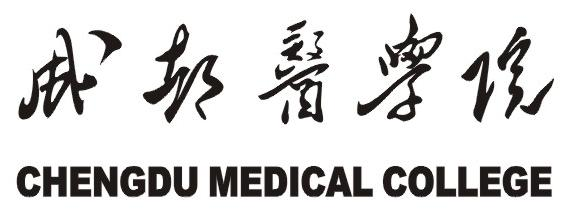 成都醫學院
CHENGDU MEDICAL COLLEGE